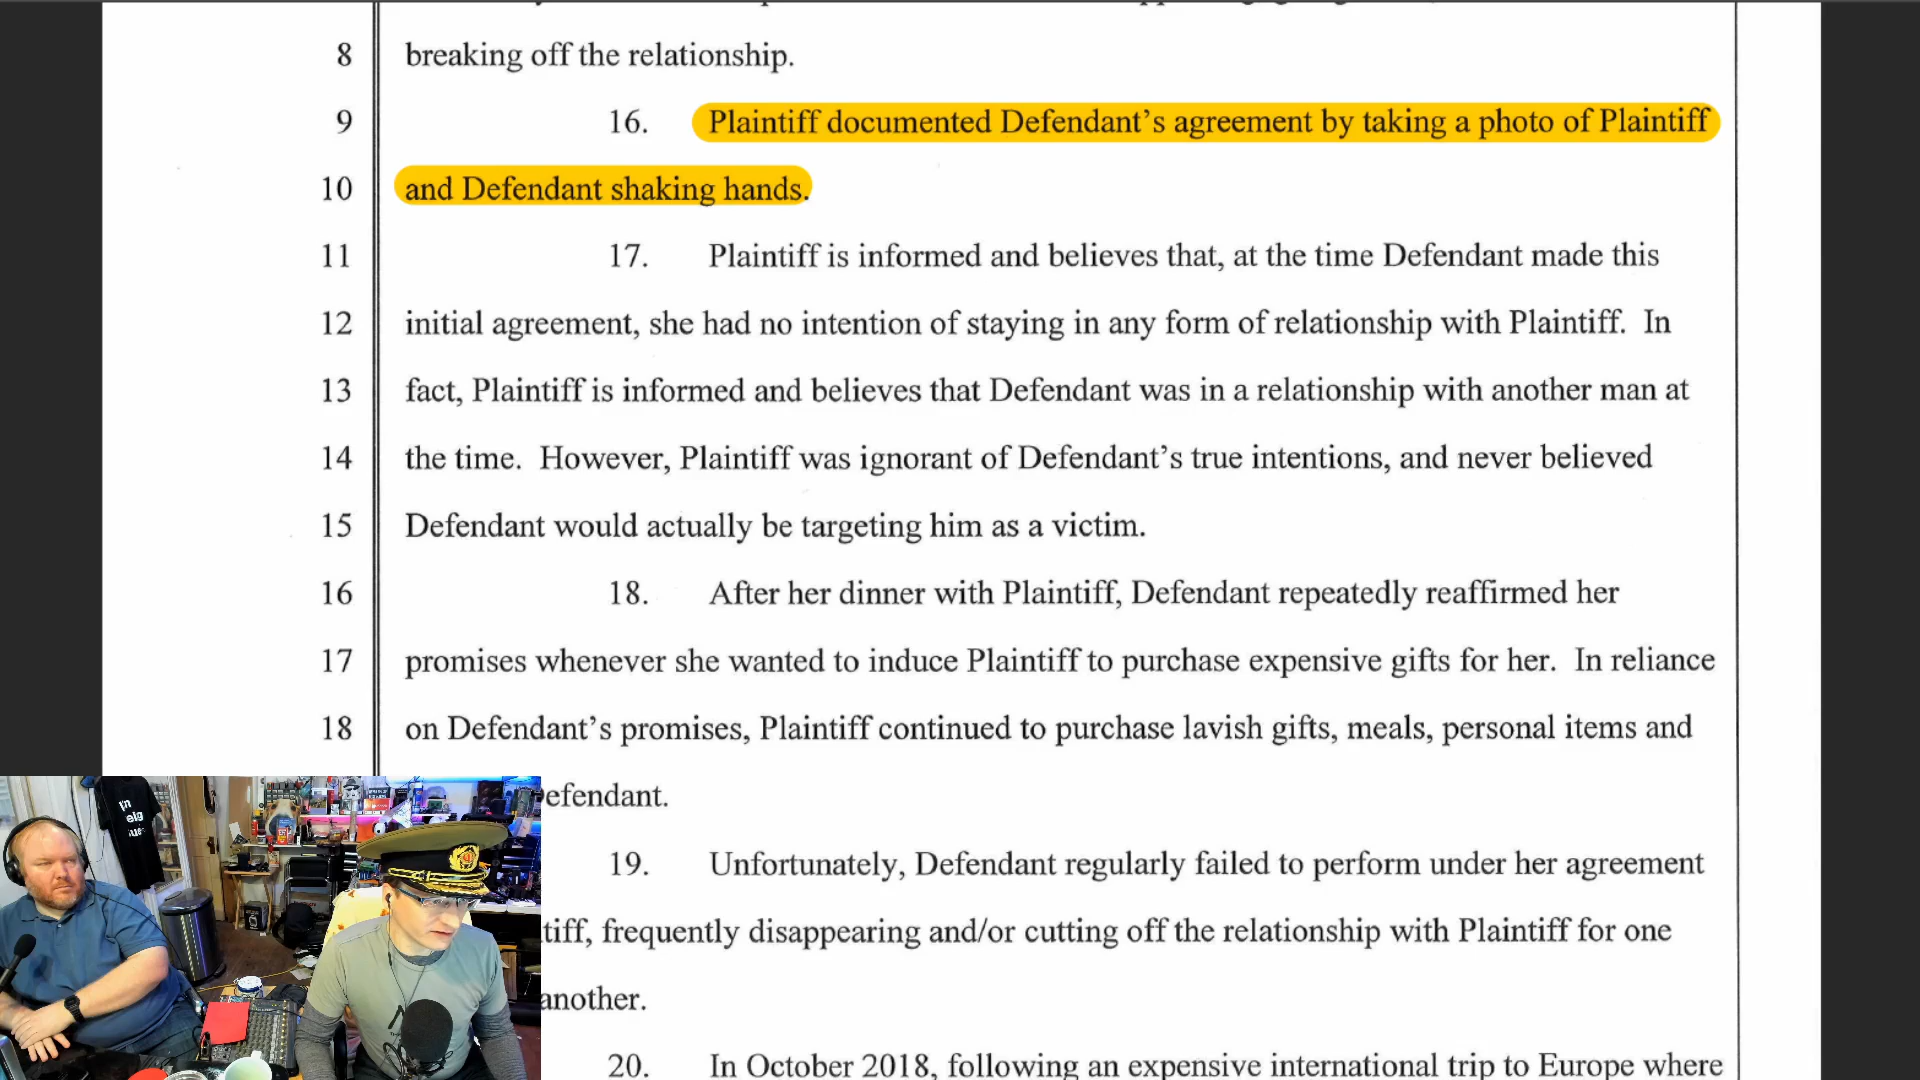 8 breaking off the relationship.
9 16. Plaintiff documented Defendant’s agreement by taking a photo of Plaintiff
10 and Defendant shaking hands.
11 17. Plaintiff is informed and believes that, at the time Defendant made this
12 initial agreement, she had no intention of staying in any form of relationship with Plaintiff. In
13 fact, Plaintiff is informed and believes that Defendant was in a relationship with another man at
14 the time. However, Plaintiff was ignorant of Defendant’s true intentions, and never believed
15 Defendant would actually be targeting him as a victim.
16 18. After her dinner with Plaintiff, Defendant repeatedly reaffirmed her
17 promises whenever she wanted to induce Plaintiff to purchase expensive gifts for her. In reliance
18 on Defendant’s promises, Plaintiff continued to purchase lavish gifts, meals, personal items and
efendant.
19. Unfortunately, Defendant regularly failed to perform under her agreement
tiff, frequently disappearing and/or cutting off the relationship with Plaintiff for one
another.
20. In October 2018, following an expensive international trip to Europe where